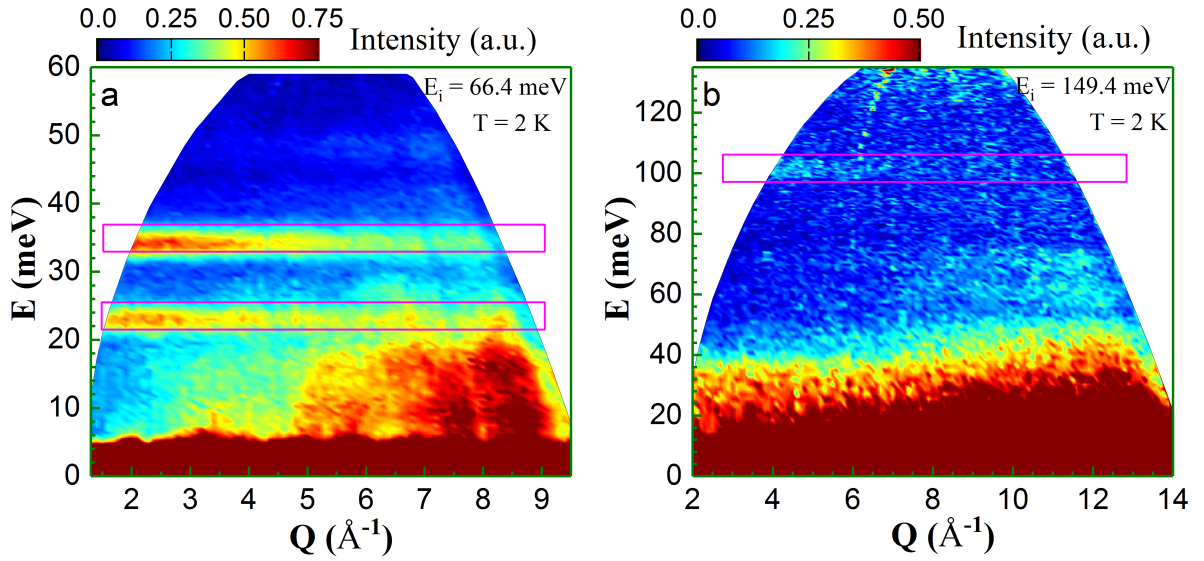 0.0 0.25 0.50 0.75
Intensity (a.u.)
a
E_i = 66.4 meV
T = 2 K
60
50
40
30
20
10
0
E (meV)
2 3 4 5 6 7 8 9
Q (Å⁻¹)
0.0 0.25 0.50
Intensity (a.u.)
b
E_i = 149.4 meV
T = 2 K
120
100
80
60
40
20
0
E (meV)
2 4 6 8 10 12 14
Q (Å⁻¹)